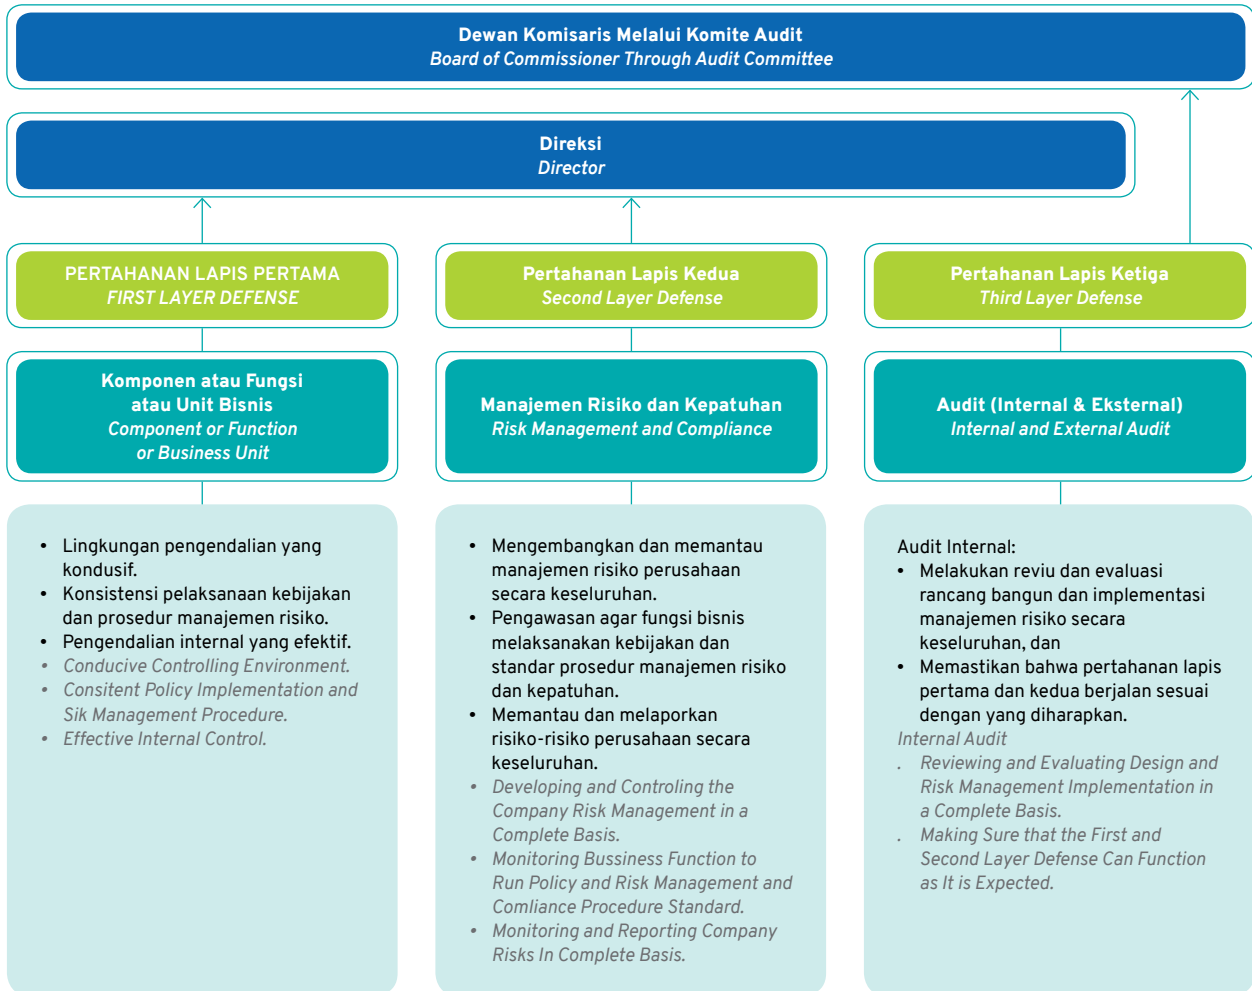 Dewan Komisaris Melalui Komite Audit
Board of Commissioner Through Audit Committee
Direksi
Director
PERTAHANAN LAPIS PERTAMA
FIRST LAYER DEFENSE
Komponen atau Fungsi
atau Unit Bisnis
Component or Function
or Business Unit
• Lingkungan pengendalian yang
kondusif.
• Konsistensi pelaksanaan kebijakan
dan prosedur manajemen risiko.
• Pengendalian internal yang efektif.
• Conducive Controlling Environment.
• Consitent Policy Implementation and
Sik Management Procedure.
• Effective Internal Control.
Pertahanan Lapis Kedua
Second Layer Defense
Manajemen Risiko dan Kepatuhan
Risk Management and Compliance
• Mengembangkan dan memantau
manajemen risiko perusahaan
secara keseluruhan.
• Pengawasan agar fungsi bisnis
melaksanakan kebijakan dan
standar prosedur manajemen risiko
dan kepatuhan.
• Memantau dan melaporkan
risiko-risiko perusahaan secara
keseluruhan.
• Developing and Controling the
Company Risk Management in a
Complete Basis.
• Monitoring Bussiness Function to
Run Policy and Risk Management and
Comliance Procedure Standard.
• Monitoring and Reporting Company
Risks In Complete Basis.
Pertahanan Lapis Ketiga
Third Layer Defense
Audit (Internal & Eksternal)
Internal and External Audit
Audit Internal:
• Melakukan reviu dan evaluasi
rancang bangun dan implementasi
manajemen risiko secara
keseluruhan, dan
• Memastikan bahwa pertahanan lapis
pertama dan kedua berjalan sesuai
dengan yang diharapkan.
Internal Audit
. Reviewing and Evaluating Design and
Risk Management Implementation in
a Complete Basis.
. Making Sure that the First and
Second Layer Defense Can Function
as It is Expected.